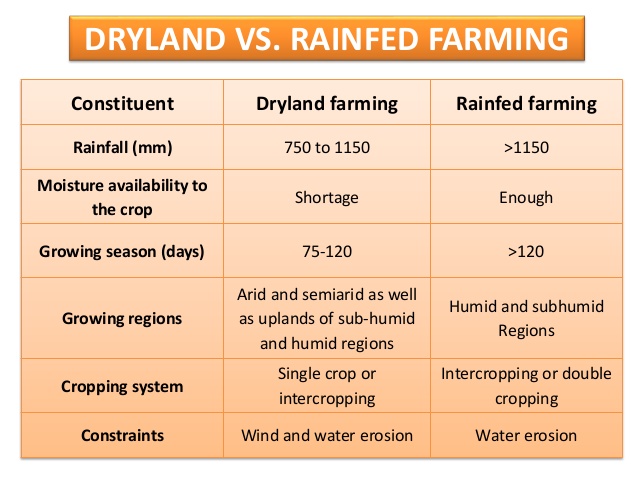 DRYLAND VS. RAINFED FARMING
Constituent Dryland farming Rainfed farming
Rainfall (mm) 750 to 1150 >1150
Moisture availability to
the crop
Shortage
Enough
Growing season (days) 75-120 >120
Growing regions
Arid and semiarid as well
as uplands of sub-humid
and humid regions
Humid and subhumid
Regions
Cropping system
Single crop or
intercropping
Intercropping or double
cropping
Constraints Wind and water erosion Water erosion